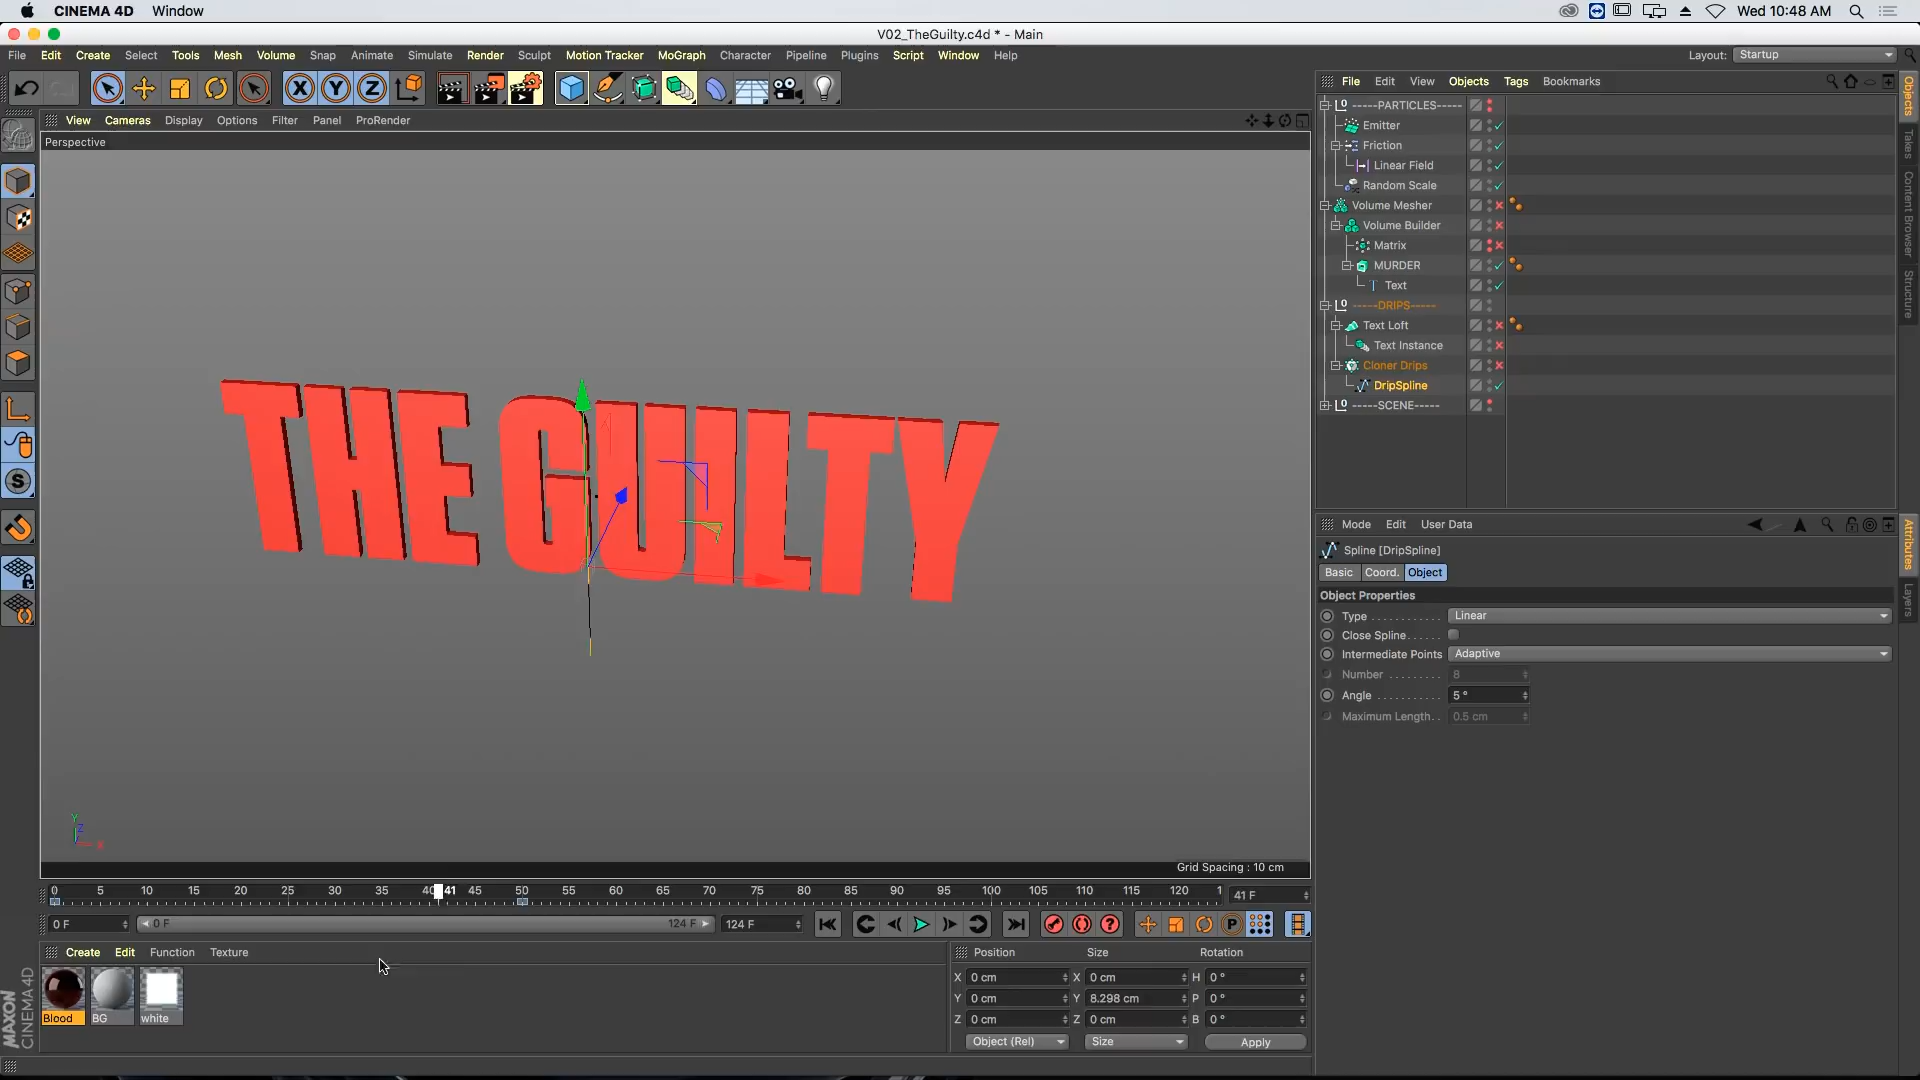 CINEMA 4D Window Wed 10:48 AM
V02_TheGuilty.c4d * - Main
File Edit Create Select Tools Mesh Volume Snap Animate Simulate Render Sculpt Motion Tracker MoGraph Character Pipeline Plugins Script Window Help Layout: Startup
X Y Z
File Edit View Objects Tags Bookmarks
View Cameras Display Options Filter Panel ProRender
Perspective
-----PARTICLES-----
Emitter
Friction
Linear Field
Random Scale
Volume Mesher
Volume Builder
Matrix
MURDER
Text
-----DRIPS-----
Text Loft
Text Instance
Cloner Drips
DripSpline
-----SCENE-----
Objects
Takes
Content Browser
Structure
THE GUILTY
Mode Edit User Data
Spline [DripSpline]
Basic Coord. Object
Object Properties
Type Linear
Close Spline
Intermediate Points Adaptive
Number 8
Angle 5 °
Maximum Length 0.5 cm
Attributes
Layers
Y
Z
X
Grid Spacing : 10 cm
0 5 10 15 20 25 30 35 40 41 45 50 55 60 65 70 75 80 85 90 95 100 105 110 115 120 1 41 F
0 F 0 F 124 F 124 F
Create Edit Function Texture
Blood BG white
Position Size Rotation
X 0 cm X 0 cm H 0 °
Y 0 cm Y 8.298 cm P 0 °
Z 0 cm Z 0 cm B 0 °
Object (Rel) Size Apply
MAXON
CINEMA 4D